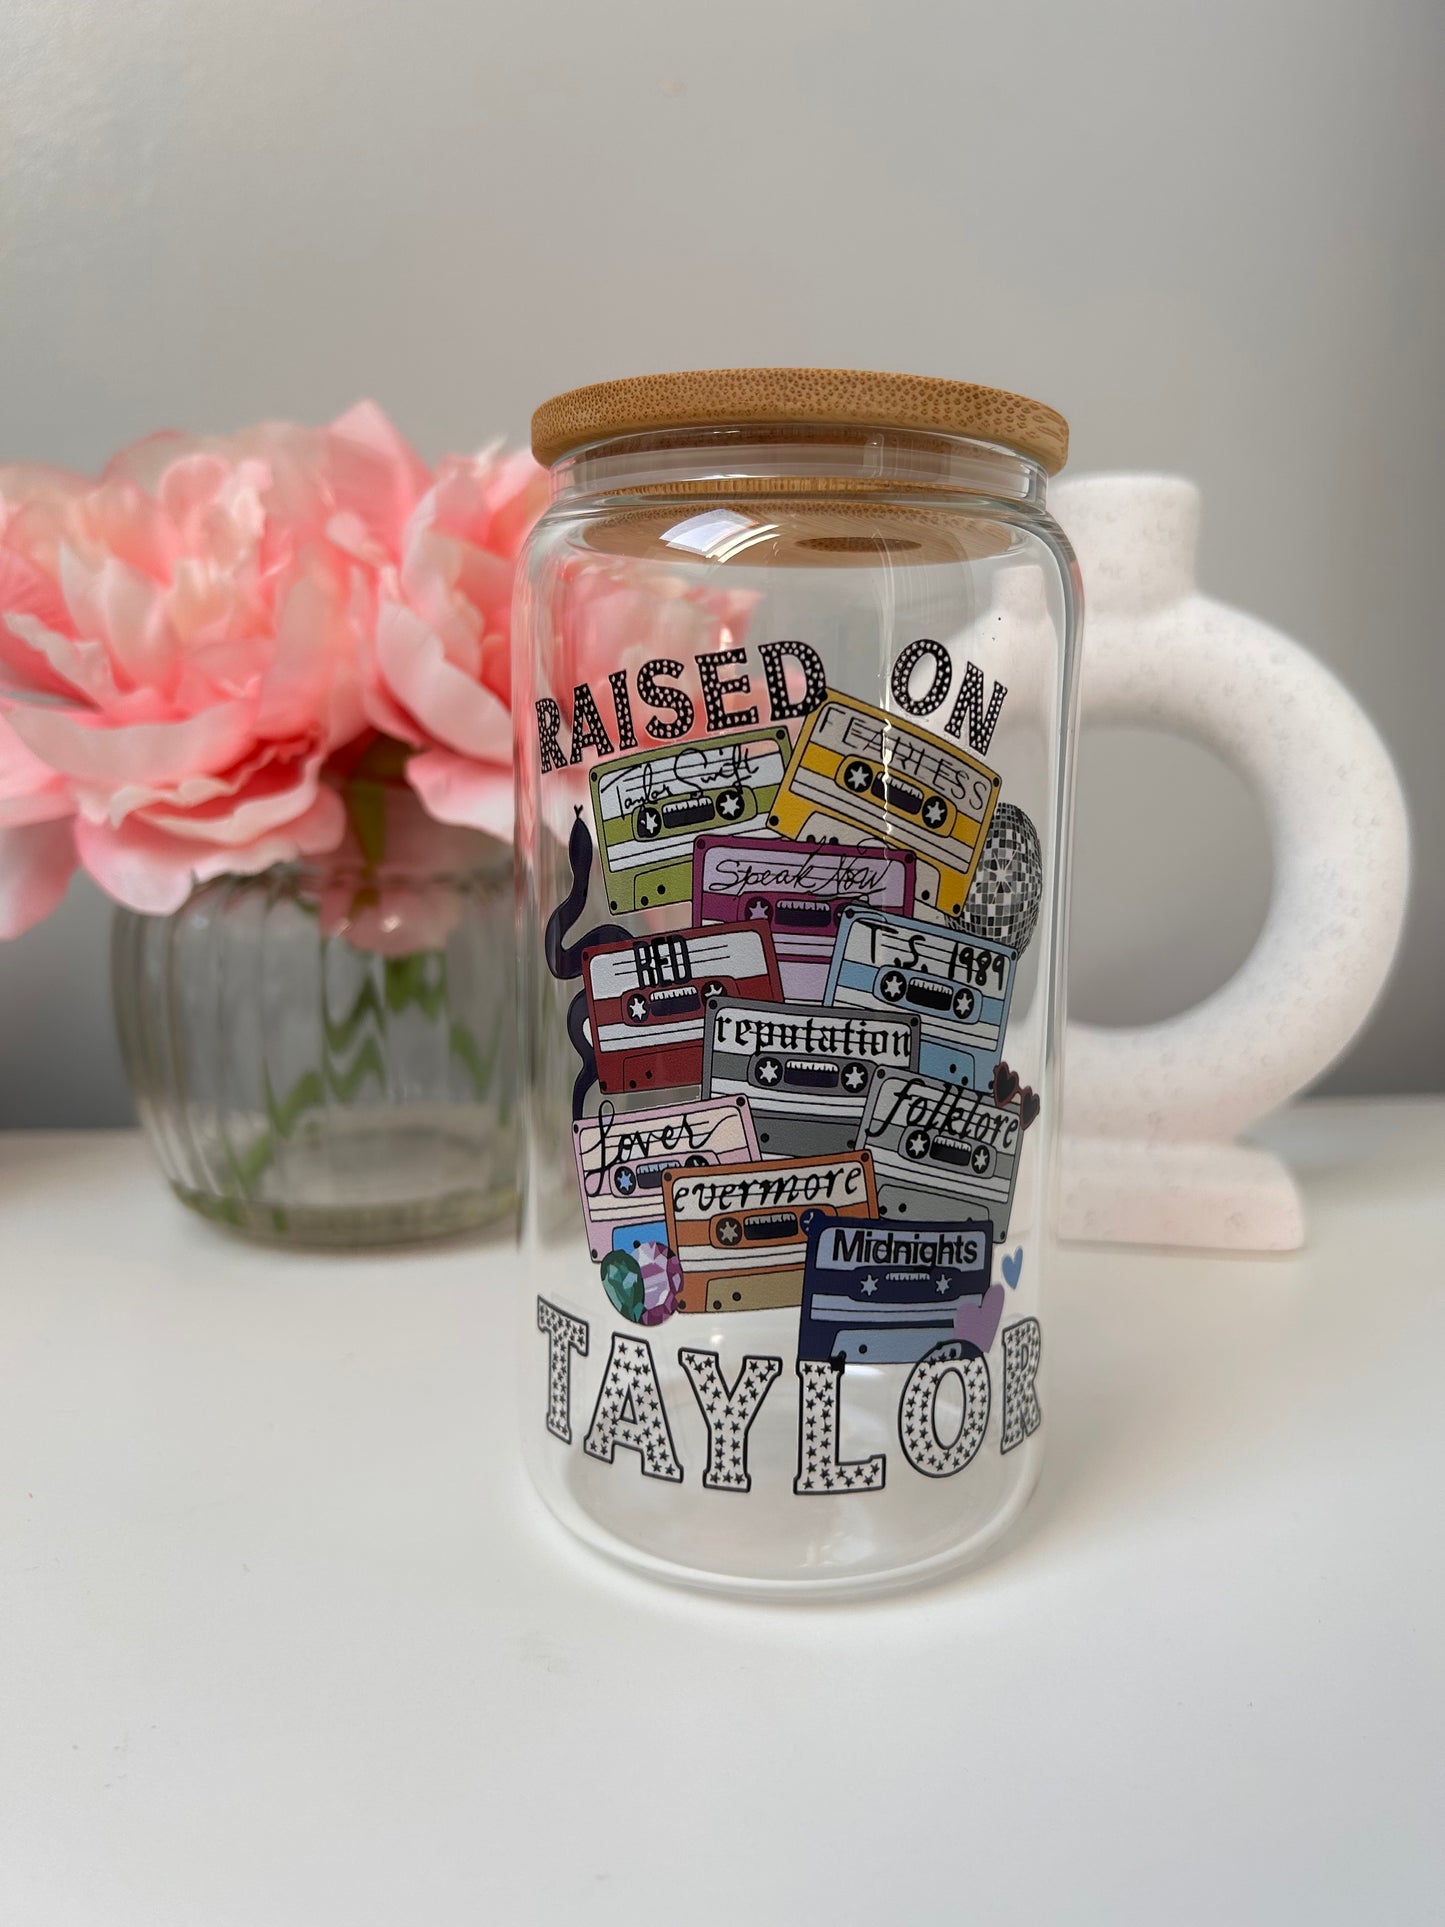 RAISED ON
Taylor Swift
FEARLESS
Speak Now
RED
T.S. 1989
reputation
folklore
Lover
evermore
Midnights
TAYLOR